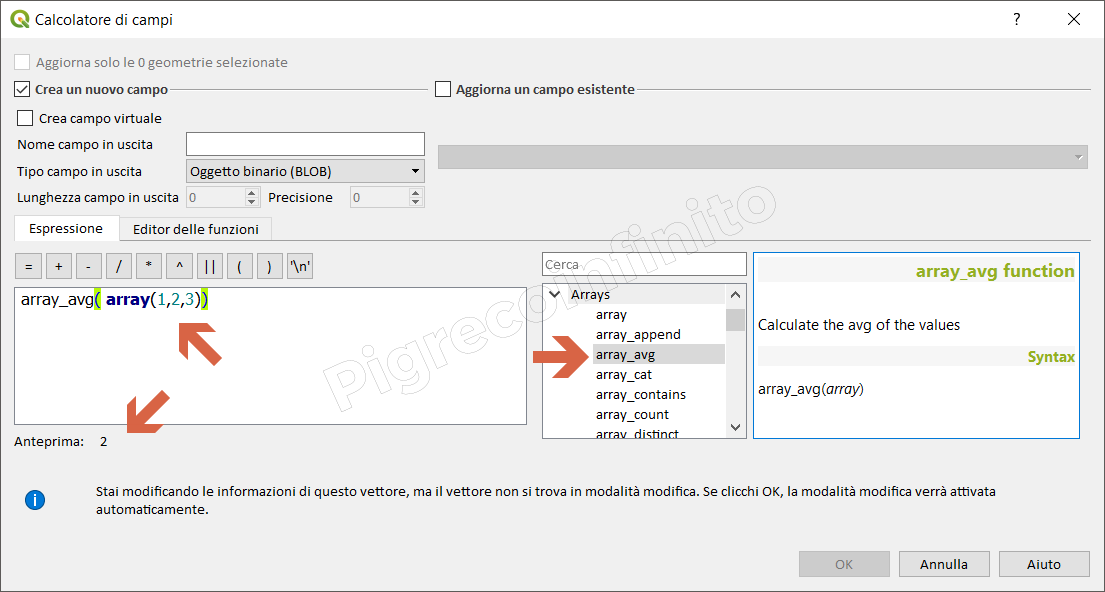 Calcolatore di campi
?
Aggiorna solo le 0 geometrie selezionate
Crea un nuovo campo
Aggiorna un campo esistente
Crea campo virtuale
Nome campo in uscita
Tipo campo in uscita Oggetto binario (BLOB)
Lunghezza campo in uscita 0 Precisione 0
Espressione Editor delle funzioni
= + - / * ^ || ( ) '\n'
array_avg( array(1,2,3))
Anteprima: 2
Cerca
Arrays
array
array_append
array_avg
array_cat
array_contains
array_count
array_distinct
array_avg function
Calculate the avg of the values
Syntax
array_avg(array)
Pigrecoinfinito
Stai modificando le informazioni di questo vettore, ma il vettore non si trova in modalità modifica. Se clicchi OK, la modalità modifica verrà attivata
automaticamente.
OK Annulla Aiuto